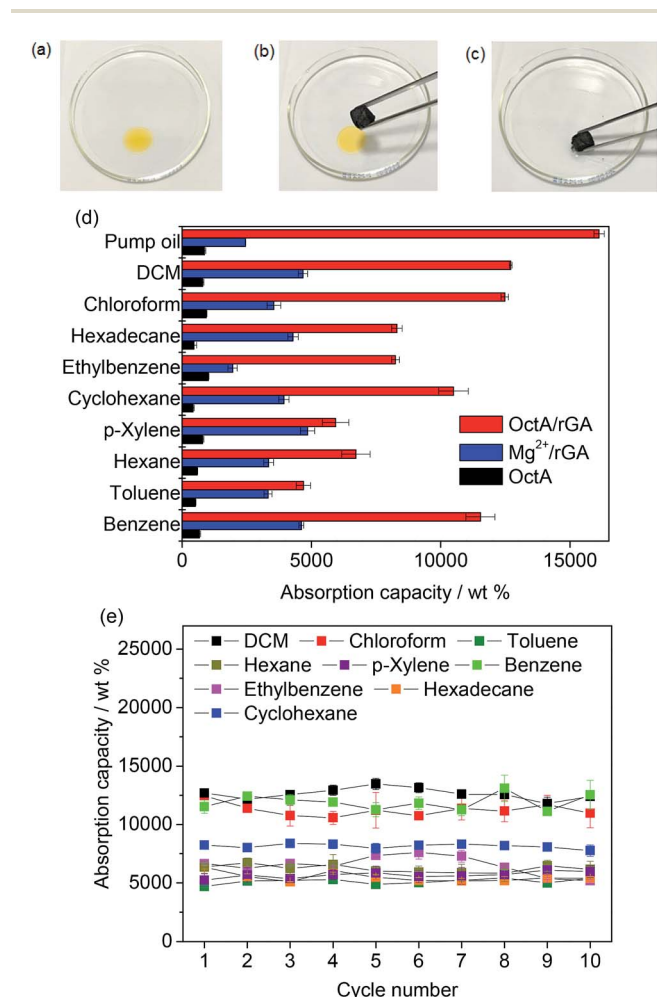 (a)
(b)
(c)
(d)
Pump oil
DCM
Chloroform
Hexadecane
Ethylbenzene
Cyclohexane
p-Xylene
Hexane
Toluene
Benzene
OctA/rGA
Mg²⁺/rGA
OctA
0 5000 10000 15000
Absorption capacity / wt %
(e)
25000
20000
15000
10000
5000
0
Absorption capacity / wt %
DCM Chloroform Toluene
Hexane p-Xylene Benzene
Ethylbenzene Hexadecane
Cyclohexane
1 2 3 4 5 6 7 8 9 10
Cycle number